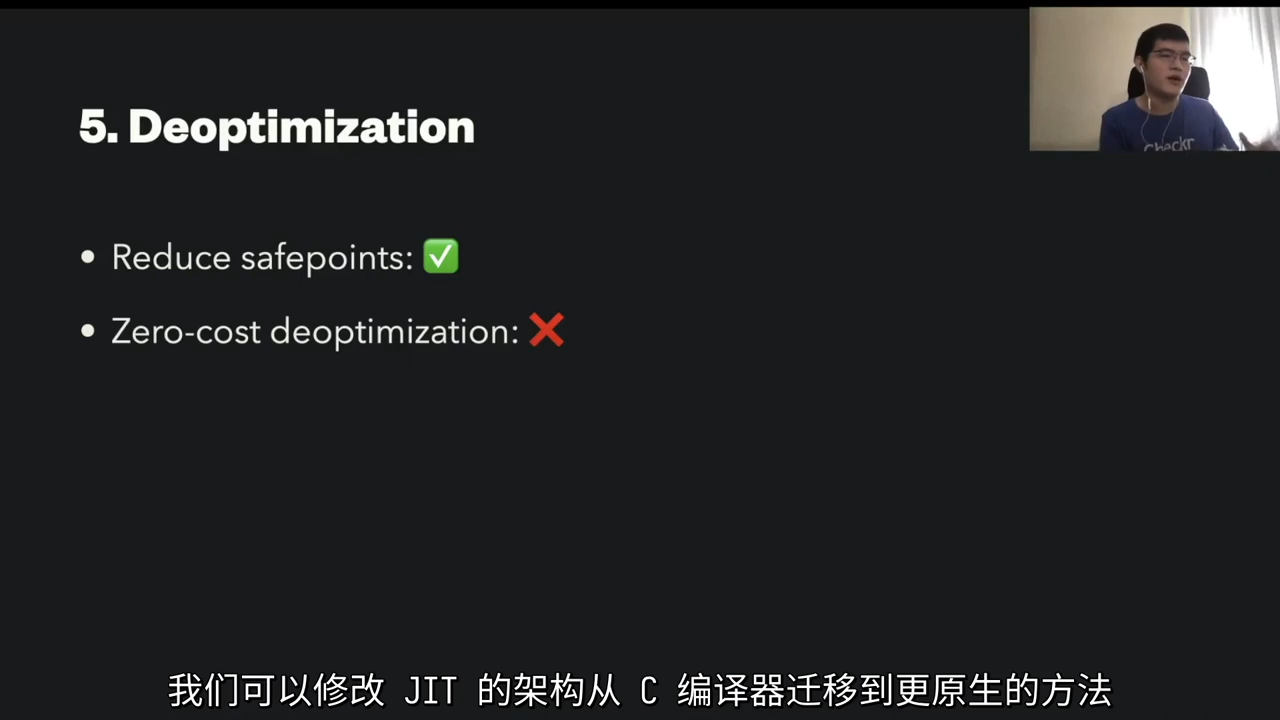 5. Deoptimization
• Reduce safepoints: ✅
• Zero-cost deoptimization: ❌
Checkr
我们可以修改 JIT 的架构从 C 编译器迁移到更原生的方法